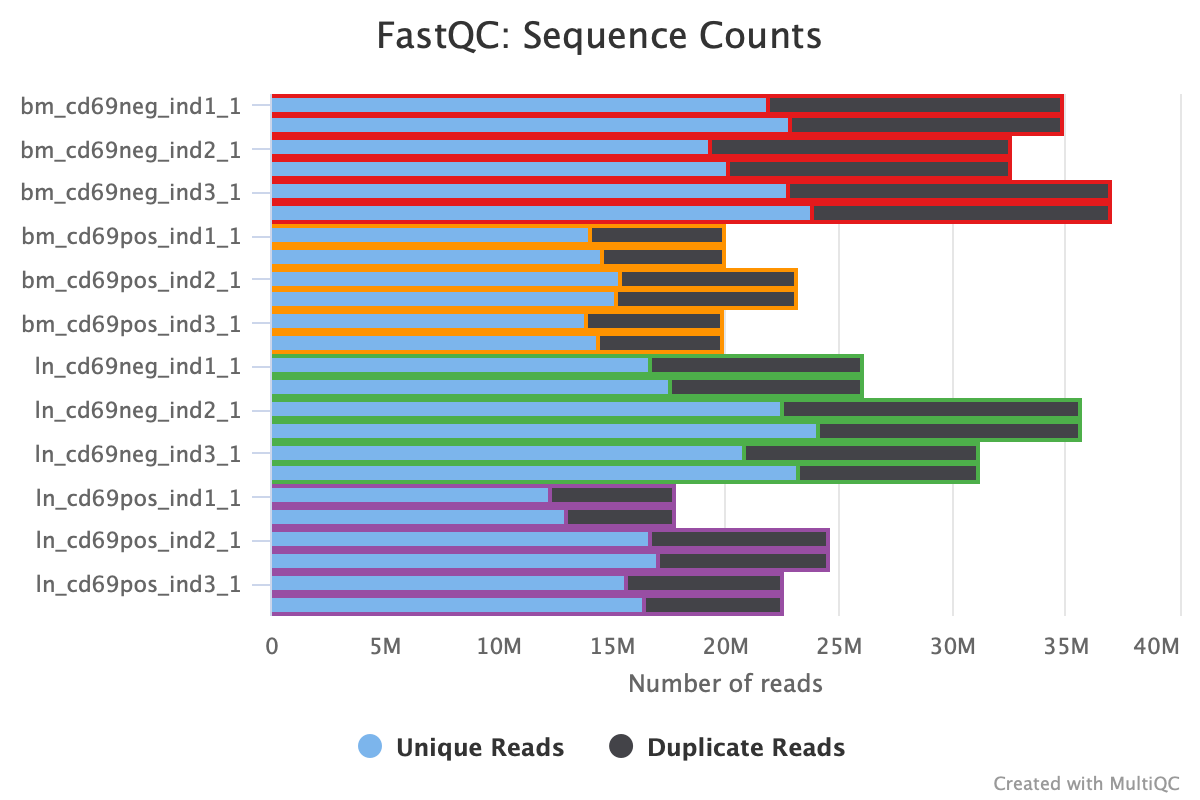 FastQC: Sequence Counts
bm_cd69neg_ind1_1
bm_cd69neg_ind2_1
bm_cd69neg_ind3_1
bm_cd69pos_ind1_1
bm_cd69pos_ind2_1
bm_cd69pos_ind3_1
ln_cd69neg_ind1_1
ln_cd69neg_ind2_1
ln_cd69neg_ind3_1
ln_cd69pos_ind1_1
ln_cd69pos_ind2_1
ln_cd69pos_ind3_1
0 5M 10M 15M 20M 25M 30M 35M 40M
Number of reads
Unique Reads Duplicate Reads
Created with MultiQC